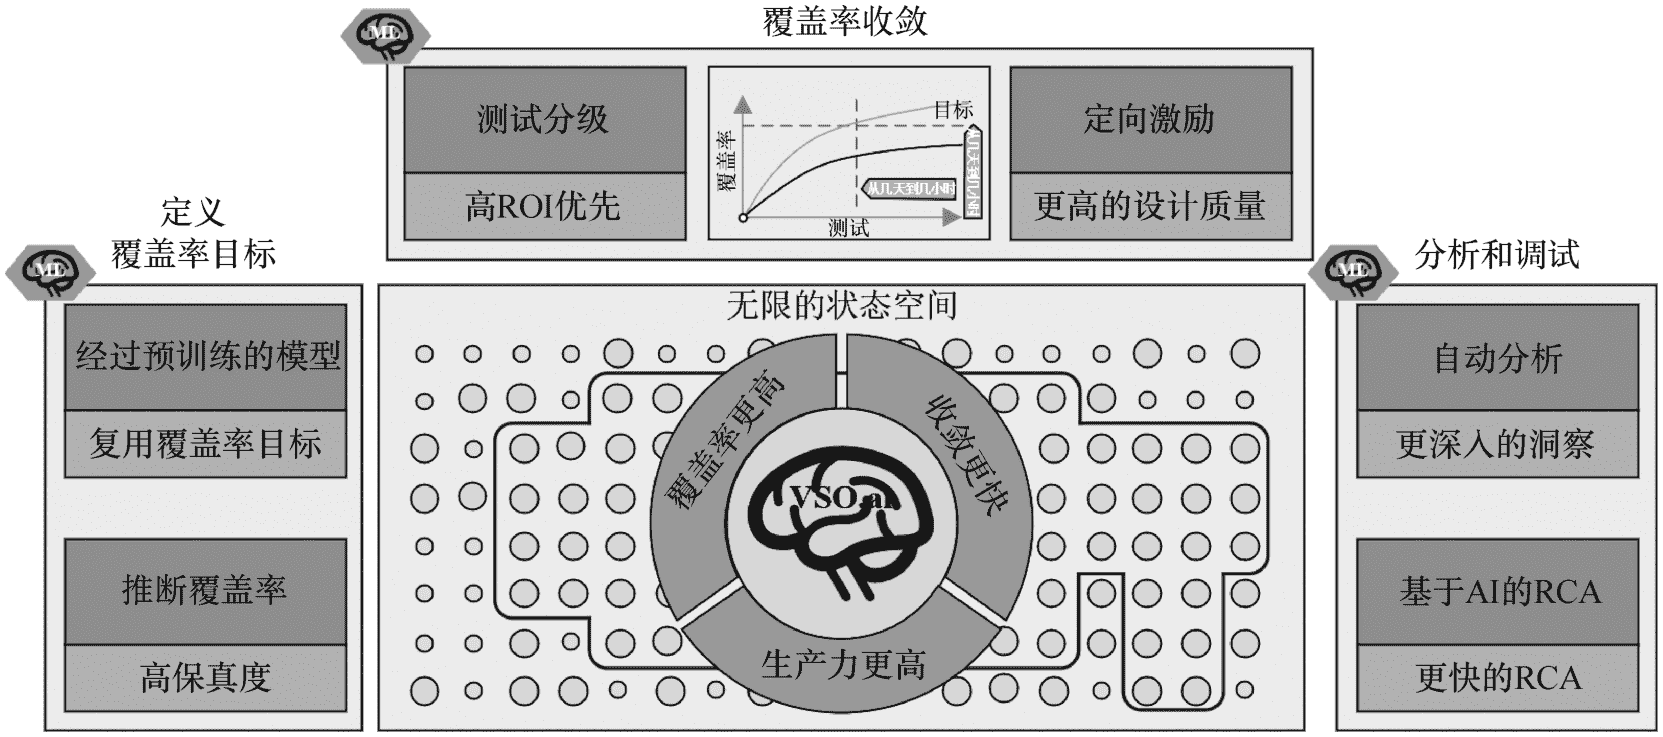 覆盖率收敛
ML
测试分级
高ROI优先
目标
覆盖率
从几天到几小时
从几天到几小时
测试
定向激励
更高的设计质量
定义
覆盖率目标
ML
经过预训练的模型
复用覆盖率目标
推断覆盖率
高保真度
无限的状态空间
覆盖率更高
收敛更快
VSO.ai
生产力更高
分析和调试
ML
自动分析
更深入的洞察
基于AI的RCA
更快的RCA